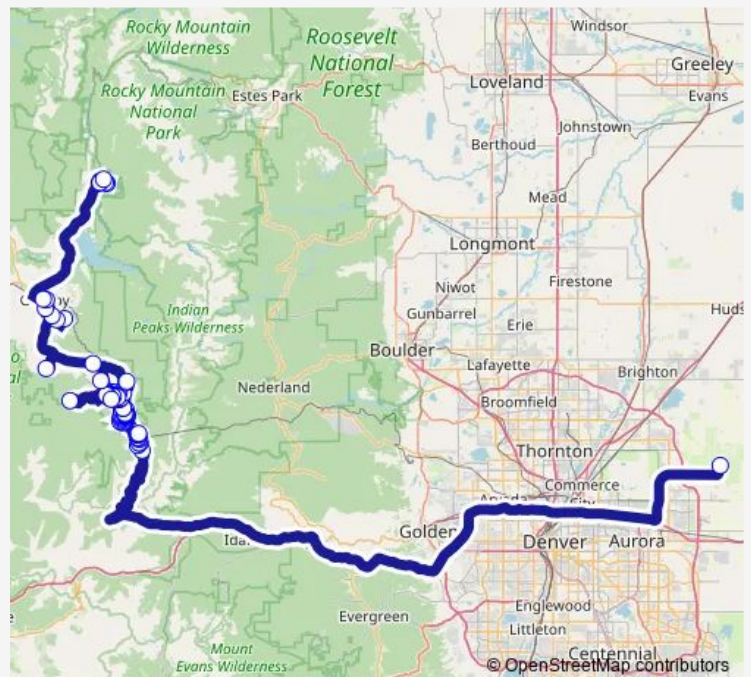 Windsor
Rocky Mountain
Wilderness
Roosevelt
National
Forest
Greeley
Loveland
Evans
Estes Park
Rocky Mountain
National
Park
Johnstown
Berthoud
Mead
Longmont
Niwot
Firestone
Gunbarrel
Indian
Peaks Wilderness
Erie
Boulder
Lafayette
Brighton
Nederland
Broomfield
Thornton
Commerce
City
Golden
Denver
Aurora
Evergreen
Englewood
Littleton
Mount
Evans Wilderness
Centennial
© OpenStreetMap contributors